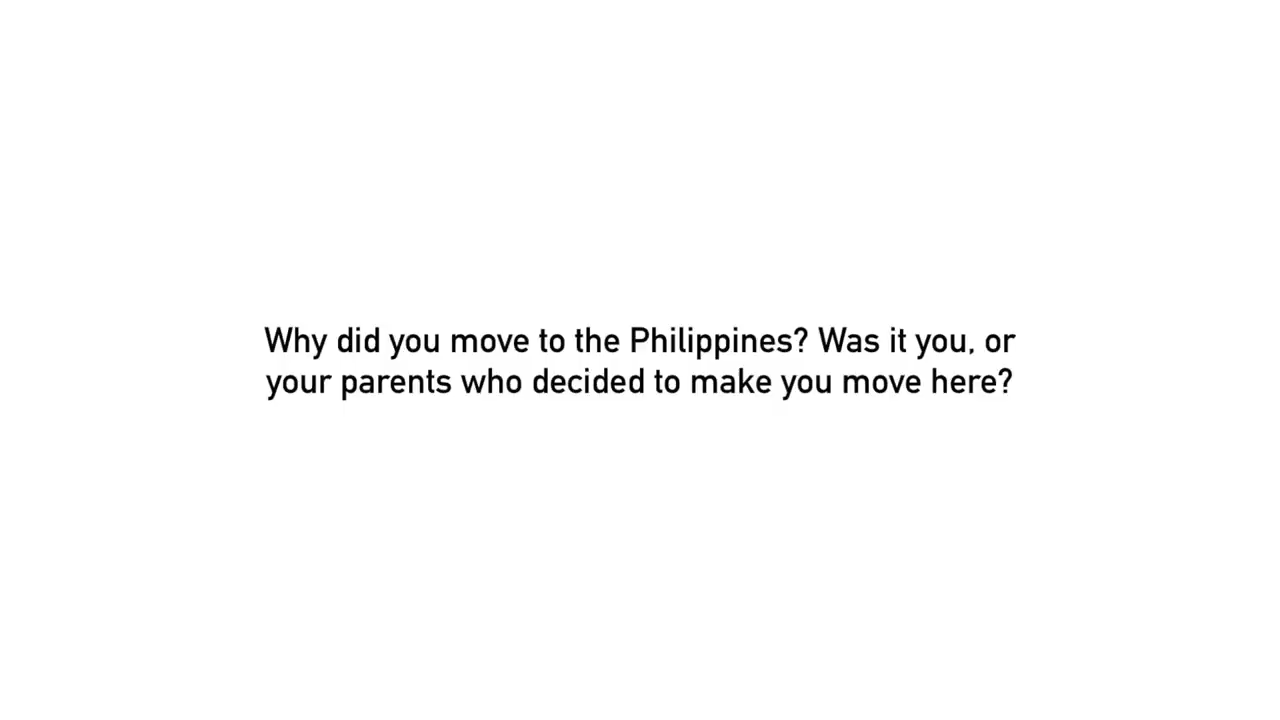 Why did you move to the Philippines? Was it you, or
your parents who decided to make you move here?